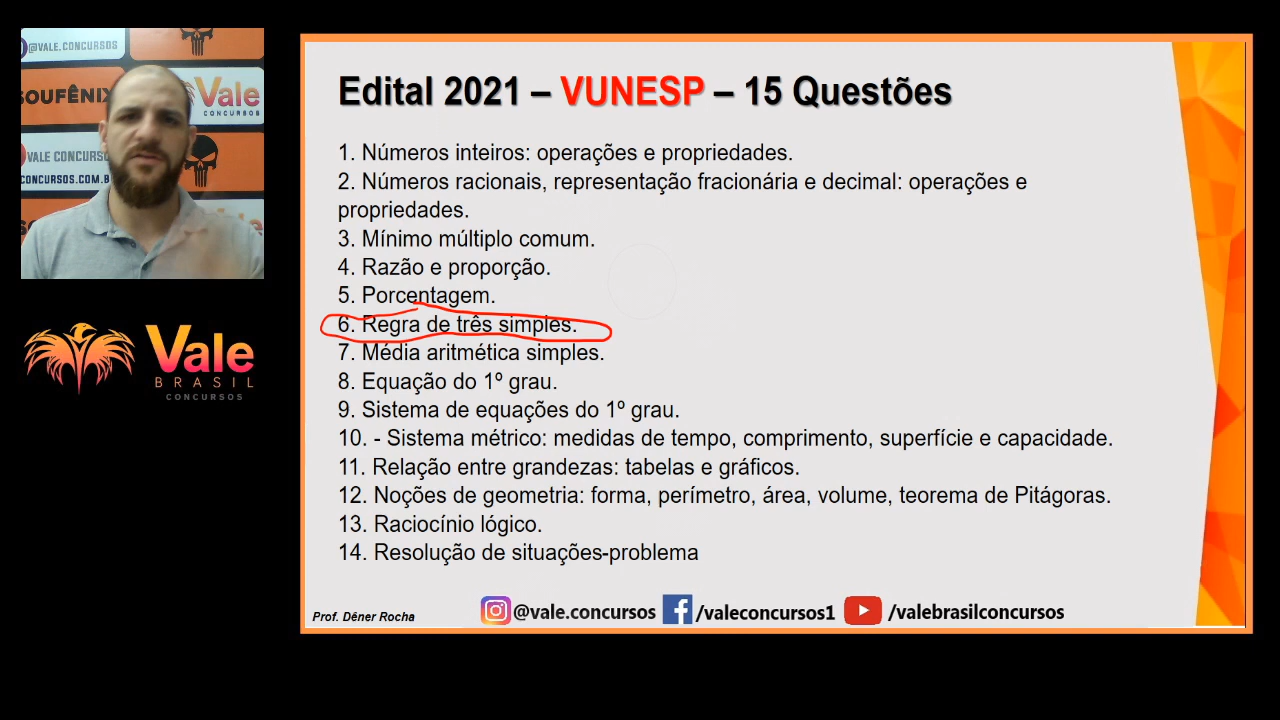 @VALE.CONCURSOS
SOUFÊNIX
Vale
CONCURSOS
VALE CONCURSO
CONCURSOS.COM.B
Vale
BRASIL
CONCURSOS
Edital 2021 – VUNESP – 15 Questões
1. Números inteiros: operações e propriedades.
2. Números racionais, representação fracionária e decimal: operações e
propriedades.
3. Mínimo múltiplo comum.
4. Razão e proporção.
5. Porcentagem.
6. Regra de três simples.
7. Média aritmética simples.
8. Equação do 1º grau.
9. Sistema de equações do 1º grau.
10. - Sistema métrico: medidas de tempo, comprimento, superfície e capacidade.
11. Relação entre grandezas: tabelas e gráficos.
12. Noções de geometria: forma, perímetro, área, volume, teorema de Pitágoras.
13. Raciocínio lógico.
14. Resolução de situações-problema
Prof. Dêner Rocha
@vale.concursos
/valeconcursos1
/valebrasilconcursos